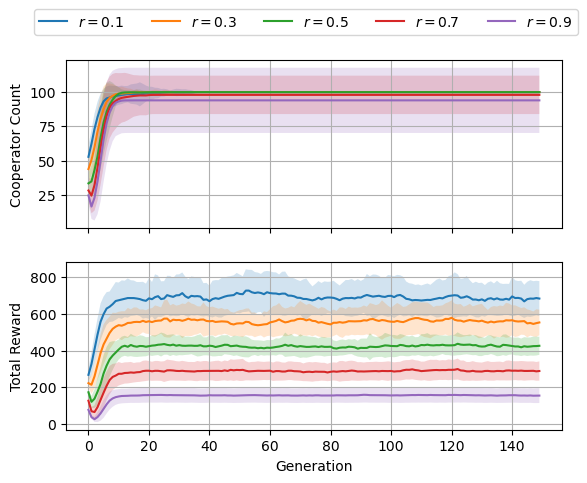 r = 0.1 r = 0.3 r = 0.5 r = 0.7 r = 0.9
Cooperator Count
100
75
50
25
Total Reward
800
600
400
200
0
0 20 40 60 80 100 120 140
Generation